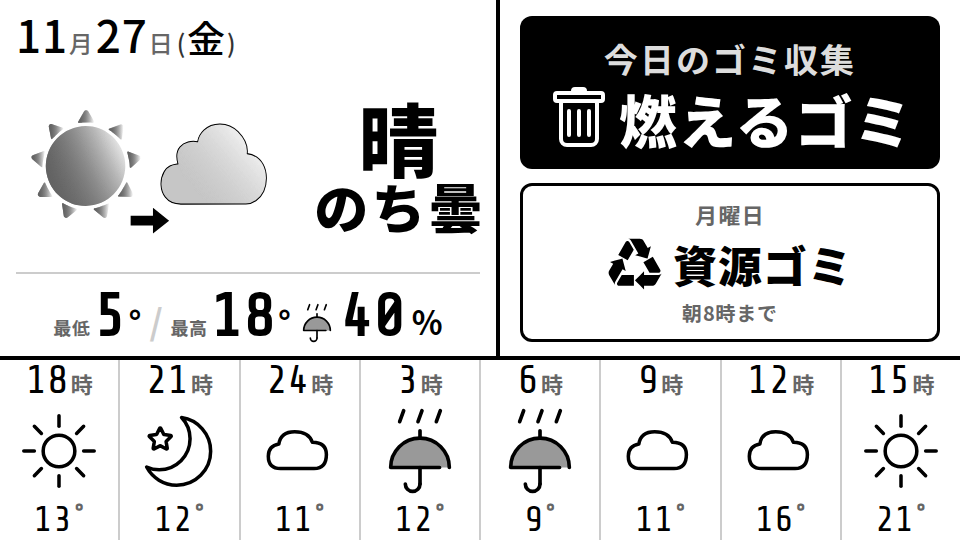 11月27日(金)
晴
のち曇
最低 5° / 最高 18° 40%
今日のゴミ収集
燃えるゴミ
月曜日
資源ゴミ
朝8時まで
18時 21時 24時 3時 6時 9時 12時 15時
13° 12° 11° 12° 9° 11° 16° 21°